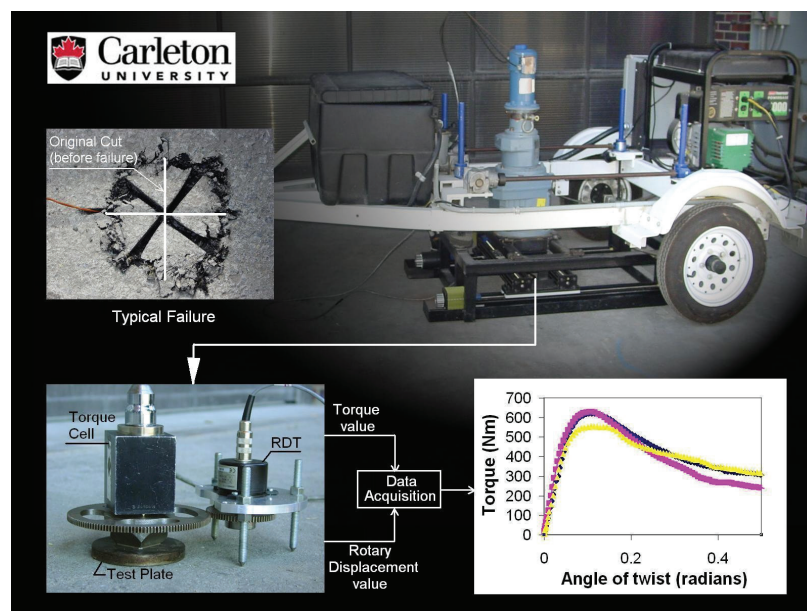 Carleton
UNIVERSITY
Original Cut
(before failure)
Typical Failure
Torque
Cell
RDT
Test Plate
Torque
value
Rotary
Displacement
value
Data
Acquisition
Torque (Nm)
700
600
500
400
300
200
100
0
0
0.2
0.4
Angle of twist (radians)